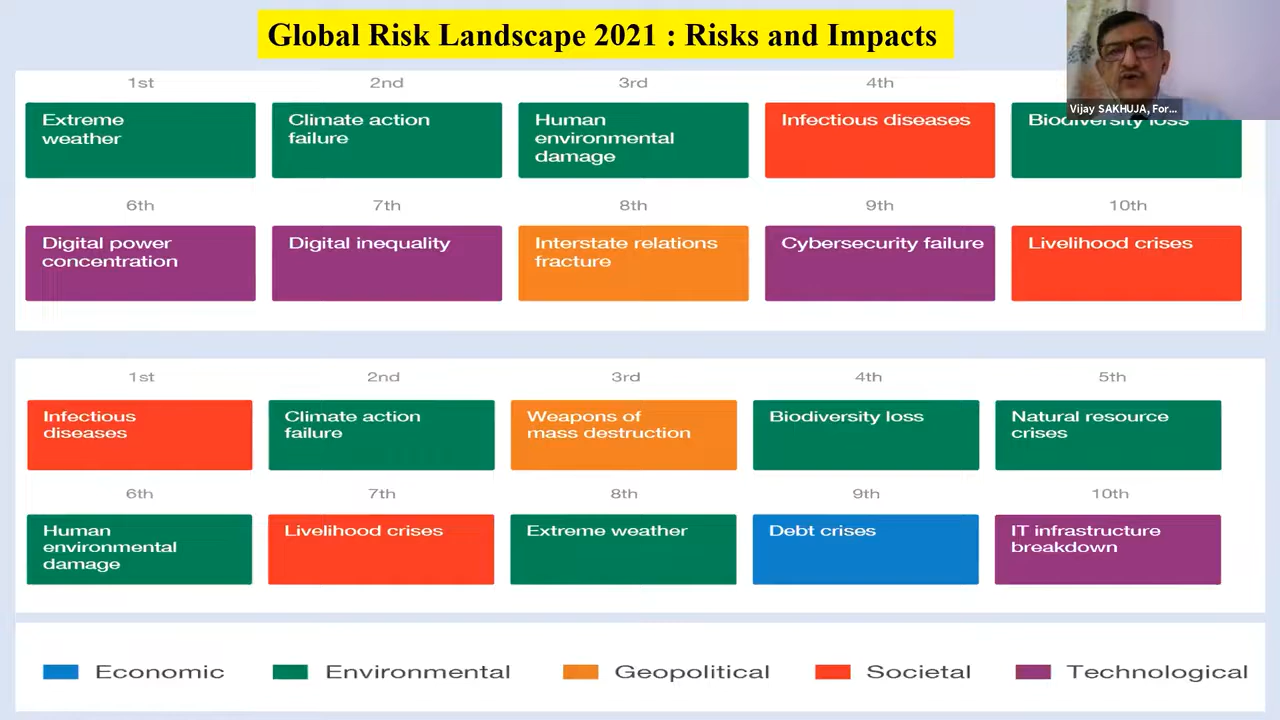 Global Risk Landscape 2021 : Risks and Impacts
Vijay SAKHUJA, For...
1st
2nd
3rd
4th
Extreme
weather
Climate action
failure
Human
environmental
damage
Infectious diseases
Biodiversity loss
6th
7th
8th
9th
10th
Digital power
concentration
Digital inequality
Interstate relations
fracture
Cybersecurity failure
Livelihood crises
1st
2nd
3rd
4th
5th
Infectious
diseases
Climate action
failure
Weapons of
mass destruction
Biodiversity loss
Natural resource
crises
6th
7th
8th
9th
10th
Human
environmental
damage
Livelihood crises
Extreme weather
Debt crises
IT infrastructure
breakdown
Economic
Environmental
Geopolitical
Societal
Technological